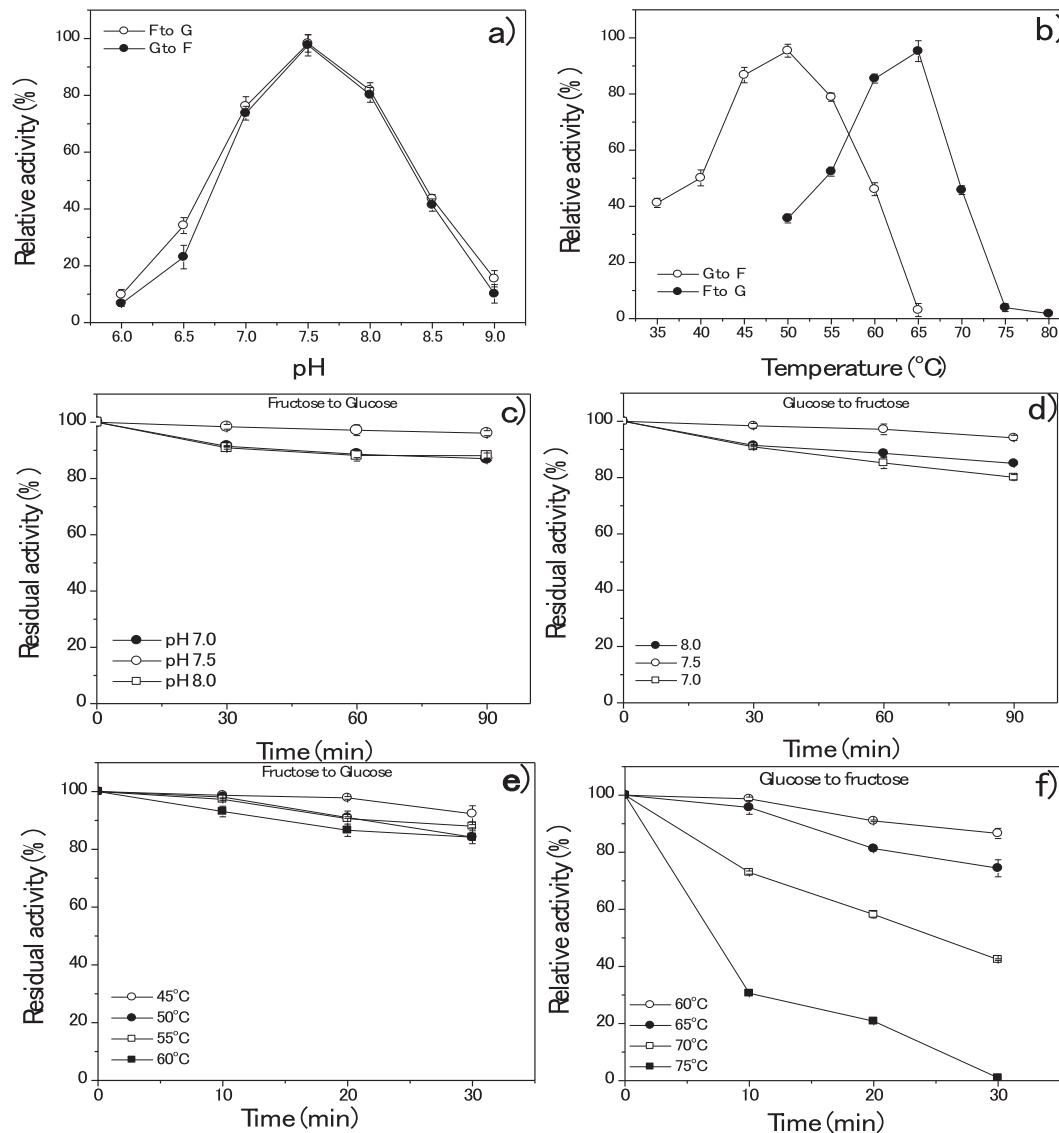 a)
F to G
G to F
Relative activity (%)
100
80
60
40
20
0
6.0 6.5 7.0 7.5 8.0 8.5 9.0
pH
b)
G to F
F to G
Relative activity (%)
100
80
60
40
20
0
35 40 45 50 55 60 65 70 75 80
Temperature (°C)
c)
Fructose to Glucose
Residual activity (%)
100
80
60
40
20
0
pH 7.0
pH 7.5
pH 8.0
0 30 60 90
Time (min)
d)
Glucose to fructose
Residual activity (%)
100
80
60
40
20
0
8.0
7.5
7.0
0 30 60 90
Time (min)
e)
Fructose to Glucose
Residual activity (%)
100
80
60
40
20
0
45°C
50°C
55°C
60°C
0 10 20 30
Time (min)
f)
Glucose to fructose
Relative activity (%)
100
80
60
40
20
0
60°C
65°C
70°C
75°C
0 10 20 30
Time (min)